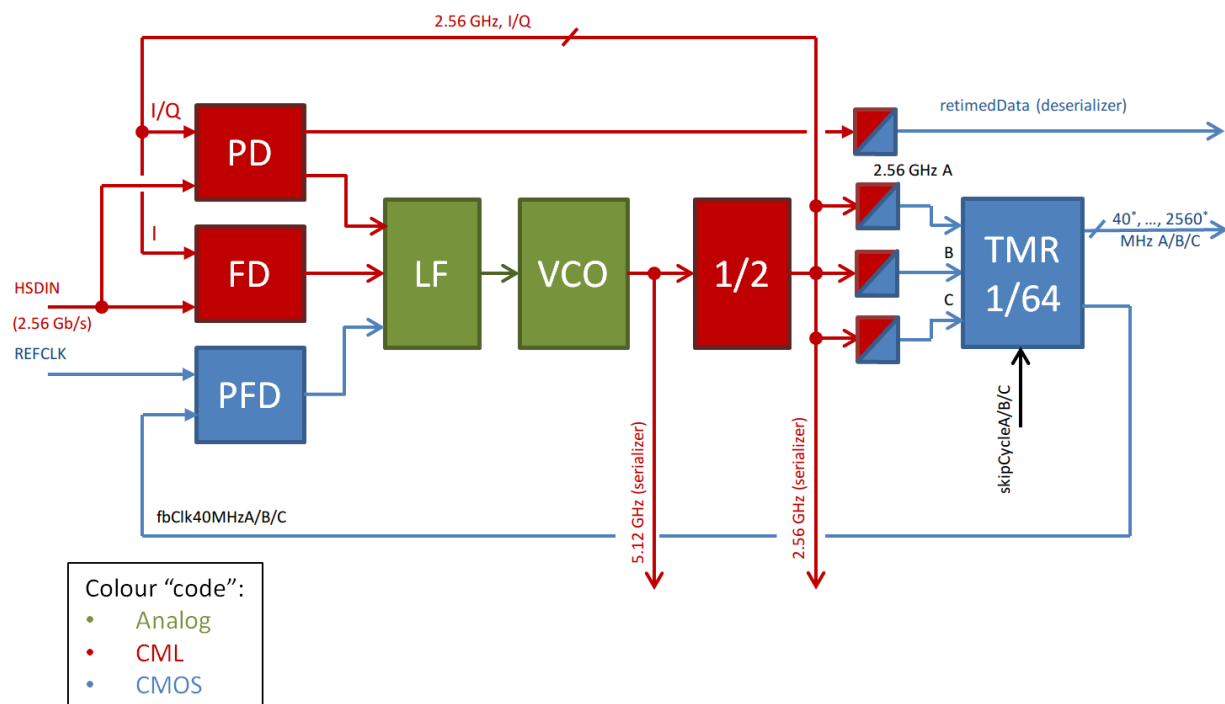 2.56 GHz, I/Q
I/Q
PD
retimedData (deserializer)
2.56 GHz A
I
FD
LF
VCO
1/2
B
C
TMR
1/64
40*, ..., 2560*
MHz A/B/C
HSDIN
(2.56 Gb/s)
REFCLK
PFD
skipCycleA/B/C
5.12 GHz (serializer)
2.56 GHz (serializer)
fbClk40MHzA/B/C
Colour “code”:
• Analog
• CML
• CMOS